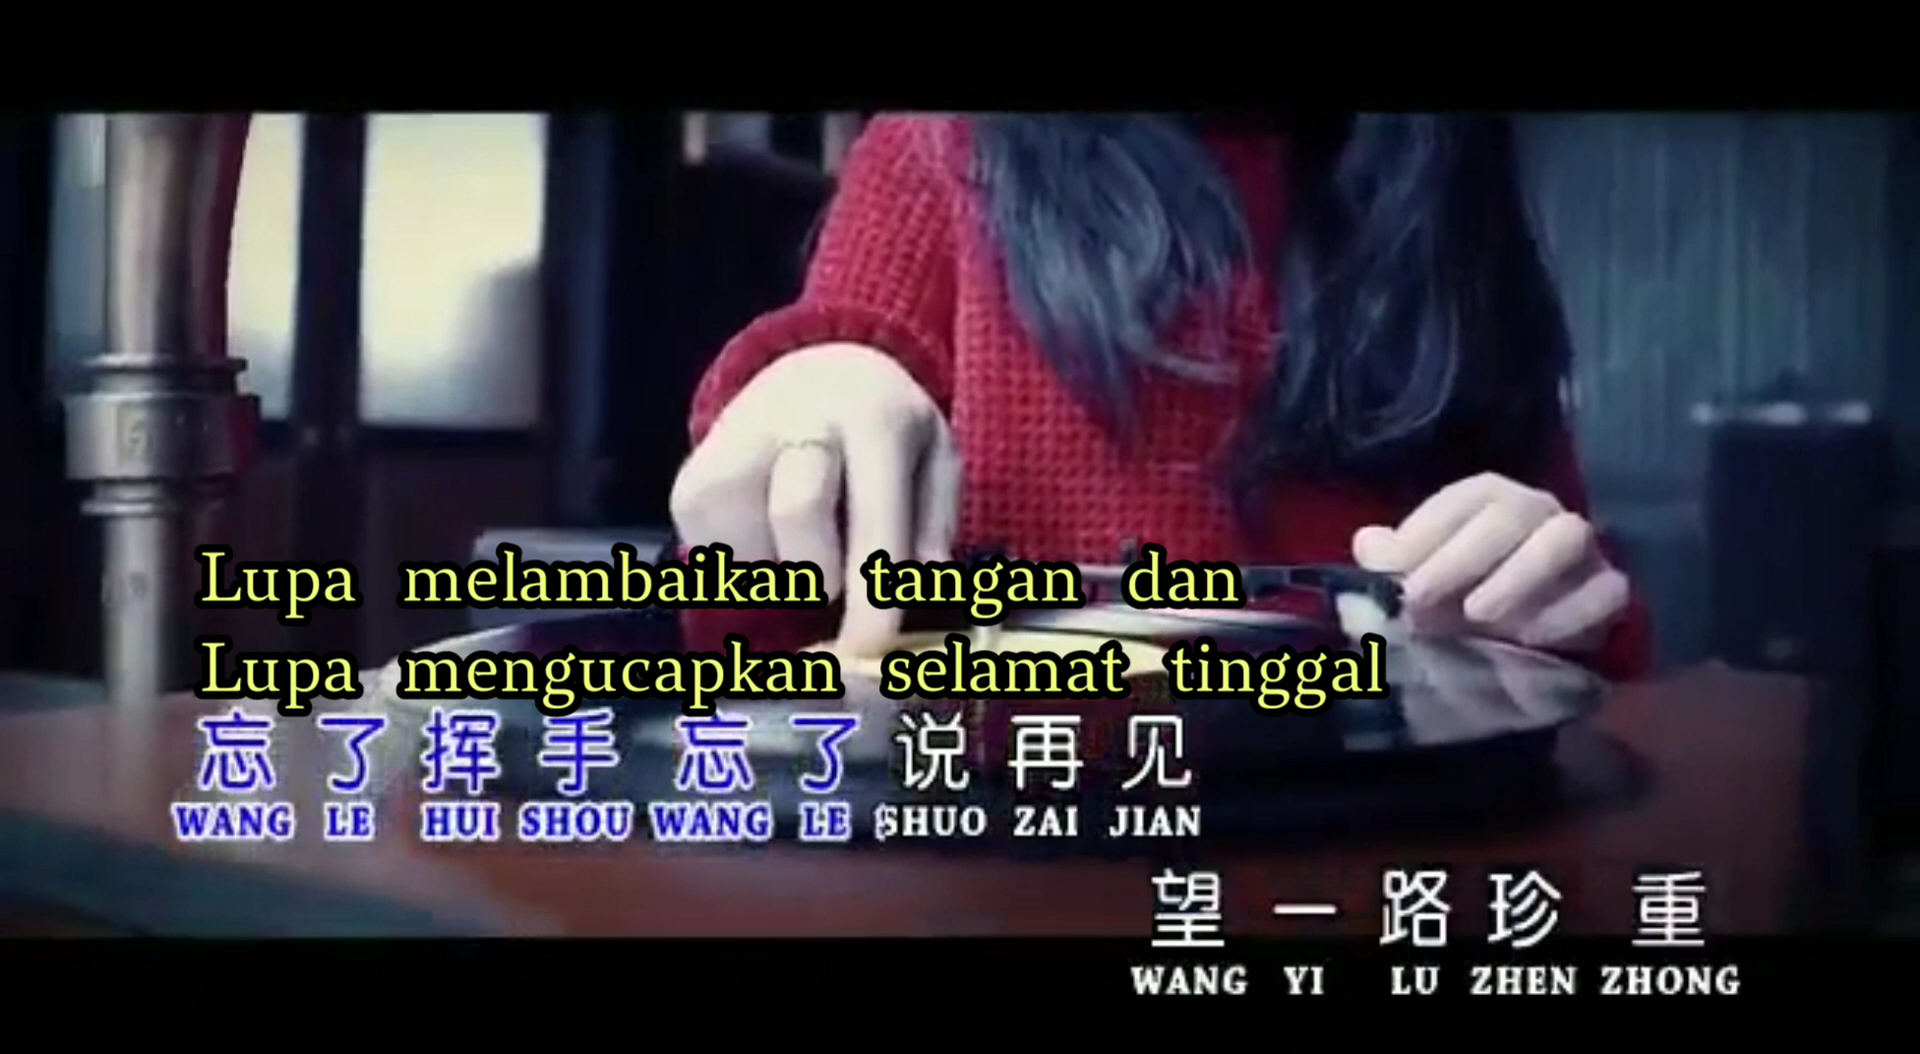 Lupa melambaikan tangan dan
Lupa mengucapkan selamat tinggal
忘了挥手 忘了说再见
WANG LE HUI SHOU WANG LE SHUO ZAI JIAN
望一路珍重
WANG YI LU ZHEN ZHONG